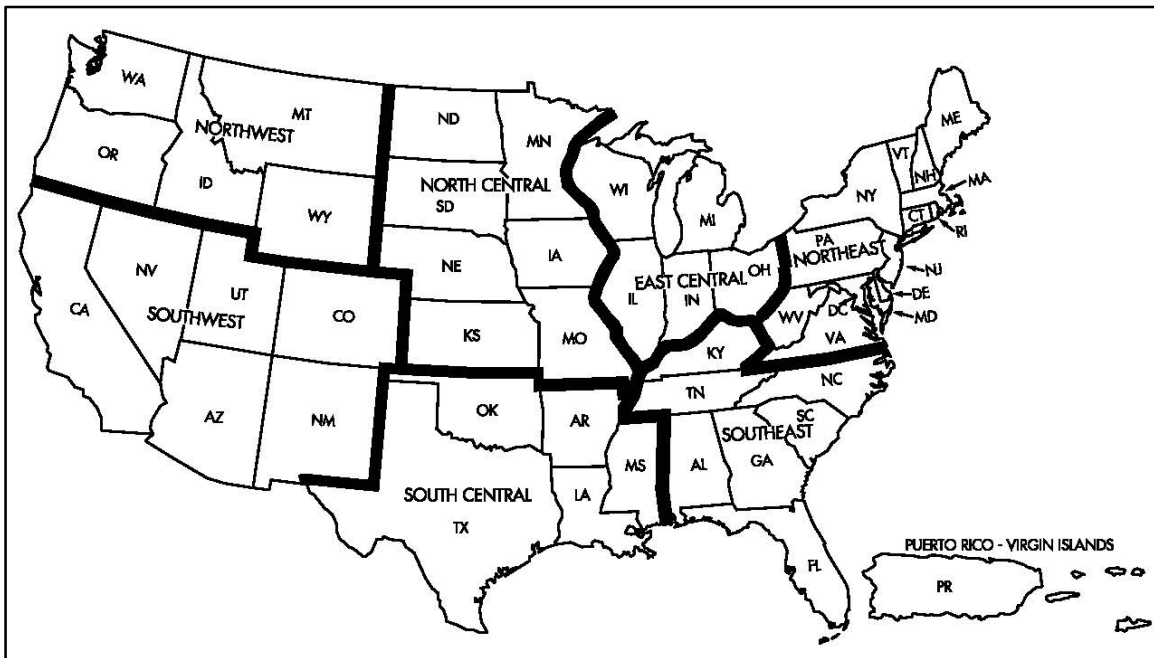 WA
MT
ND
MN
ME
NORTHWEST
OR
ID
WY
NORTH CENTRAL
SD
WI
MI
VT
NH
NY
MA
CT
RI
NV
UT
CO
NE
IA
EAST CENTRAL
IL
IN
OH
PA
NORTHEAST
NJ
DE
MD
CA
SOUTHWEST
KS
MO
KY
WV
DC
VA
AZ
NM
OK
AR
TN
NC
SC
SOUTHEAST
MS
AL
GA
SOUTH CENTRAL
TX
LA
FL
PUERTO RICO - VIRGIN ISLANDS
PR